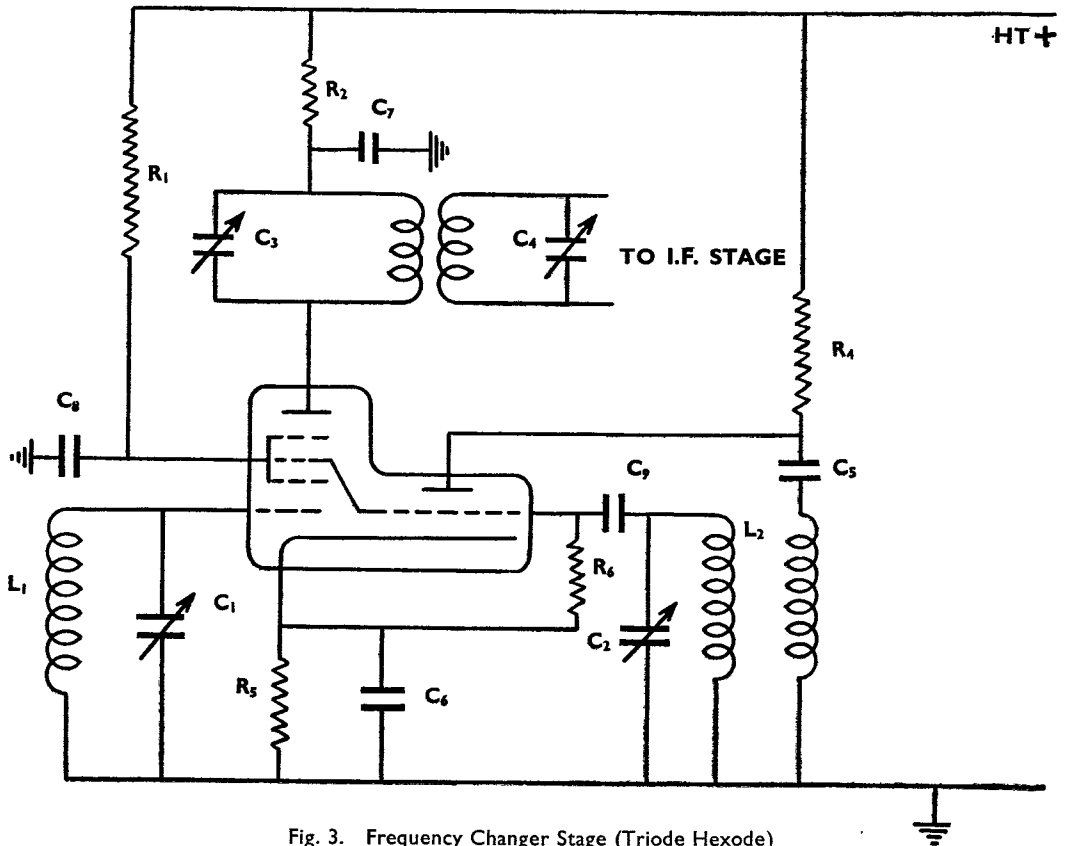 HT+
R₂
C₇
R₁
C₃
C₄
TO I.F. STAGE
R₄
C₈
C₉
C₅
L₂
L₁
C₁
R₆
C₂
R₅
C₆
Fig. 3. Frequency Changer Stage (Triode Hexode)